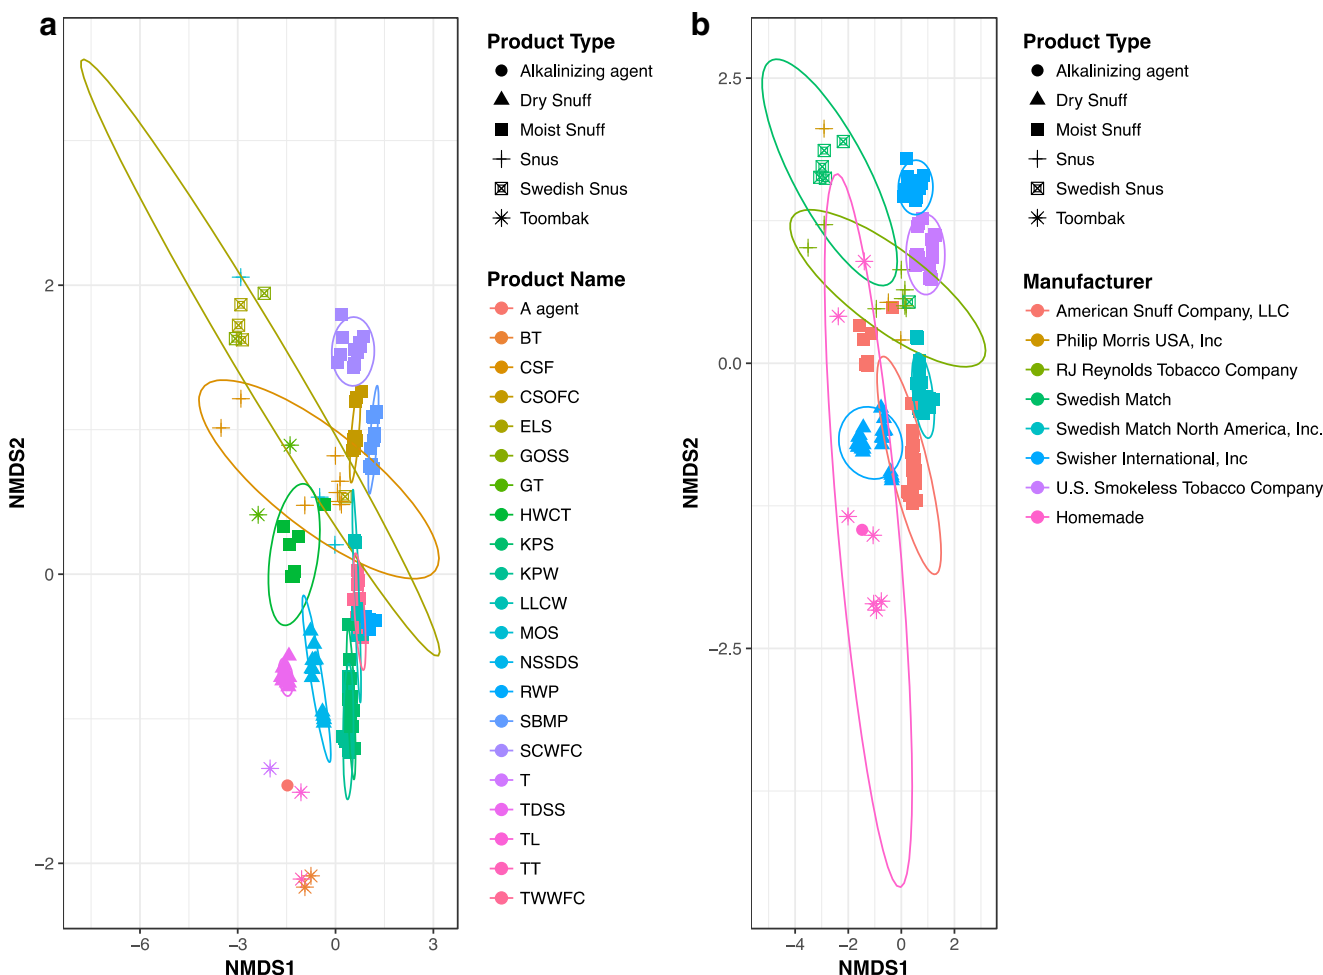 a
Product Type
Alkalinizing agent
Dry Snuff
Moist Snuff
Snus
Swedish Snus
Toombak
Product Name
A agent
BT
CSF
CSOFC
ELS
GOSS
GT
HWCT
KPS
KPW
LLCW
MOS
NSSDS
RWP
SBMP
SCWFC
T
TDSS
TL
TT
TWWFC
NMDS2
2
0
−2
−6
−3
0
3
NMDS1
b
Product Type
Alkalinizing agent
Dry Snuff
Moist Snuff
Snus
Swedish Snus
Toombak
Manufacturer
American Snuff Company, LLC
Philip Morris USA, Inc
RJ Reynolds Tobacco Company
Swedish Match
Swedish Match North America, Inc.
Swisher International, Inc
U.S. Smokeless Tobacco Company
Homemade
NMDS2
2.5
0.0
−2.5
−4
−2
0
2
NMDS1